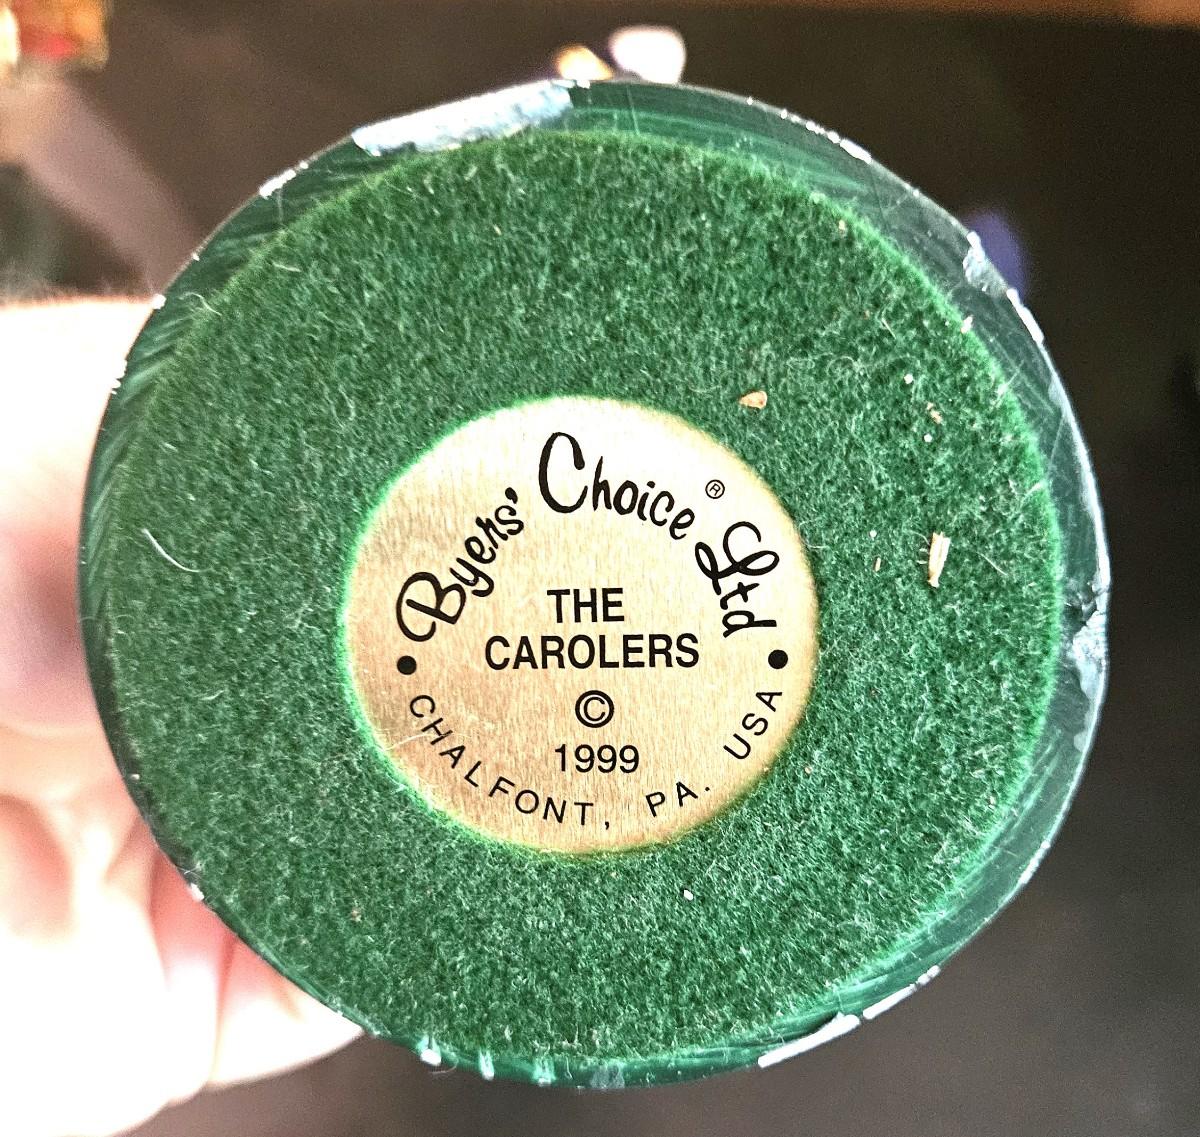 Byers' Choice® Ltd
THE
CAROLERS
©
1999
• CHALFONT, PA. USA •